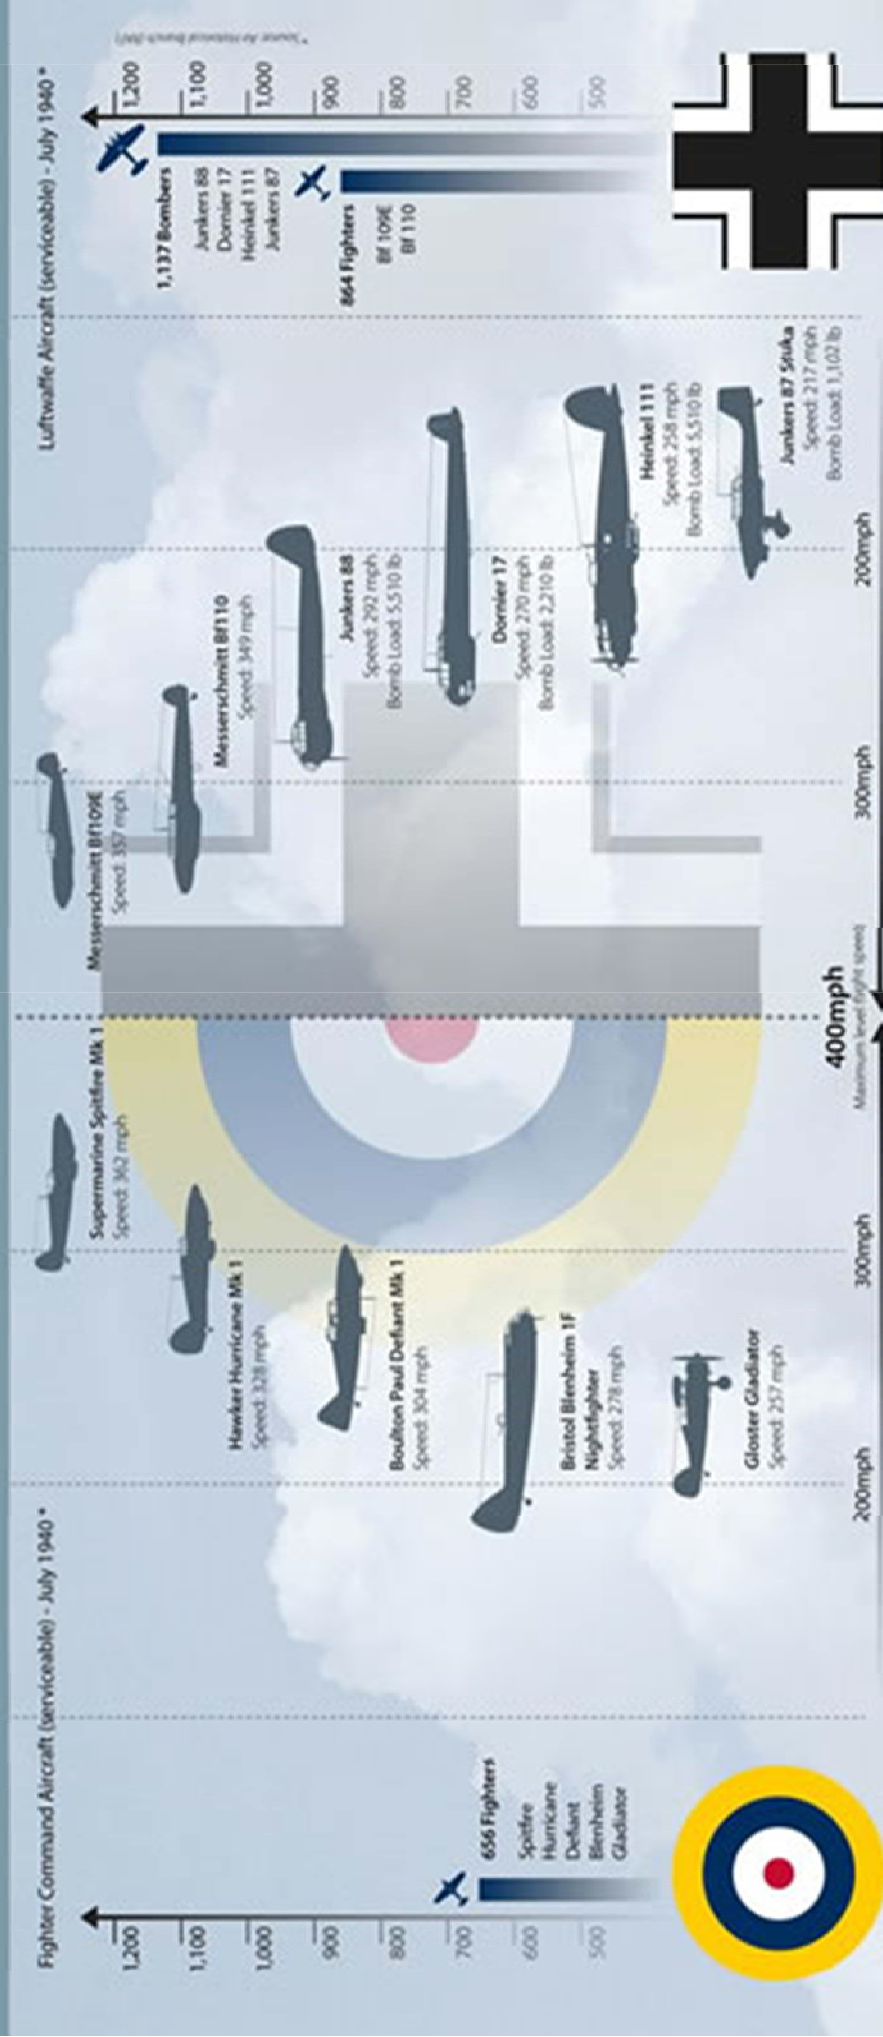 Fighter Command Aircraft (serviceable) - July 1940 *
1,200
1,100
1,000
900
800
700
600
500
656 Fighters
Spitfire
Hurricane
Defiant
Blenheim
Gladiator
Supermarine Spitfire Mk 1
Speed: 362 mph
Hawker Hurricane Mk 1
Speed: 328 mph
Boulton Paul Defiant Mk 1
Speed: 304 mph
Bristol Blenheim 1F
Nightfighter
Speed: 278 mph
Gloster Gladiator
Speed: 257 mph
200mph
300mph
400mph
Maximum level flight speed
300mph
200mph
Messerschmitt Bf109E
Speed: 357 mph
Messerschmitt Bf110
Speed: 349 mph
Junkers 88
Speed: 292 mph
Bomb Load: 5,510 lb
Dornier 17
Speed: 270 mph
Bomb Load: 2,210 lb
Heinkel 111
Speed: 258 mph
Bomb Load: 5,510 lb
Junkers 87 Stuka
Speed: 217 mph
Bomb Load: 1,102 lb
Luftwaffe Aircraft (serviceable) - July 1940 *
1,137 Bombers
Junkers 88
Dornier 17
Heinkel 111
Junkers 87
864 Fighters
Bf 109E
Bf 110
1,200
1,100
1,000
900
800
700
600
500
* Source: Air Historical Branch (RAF)